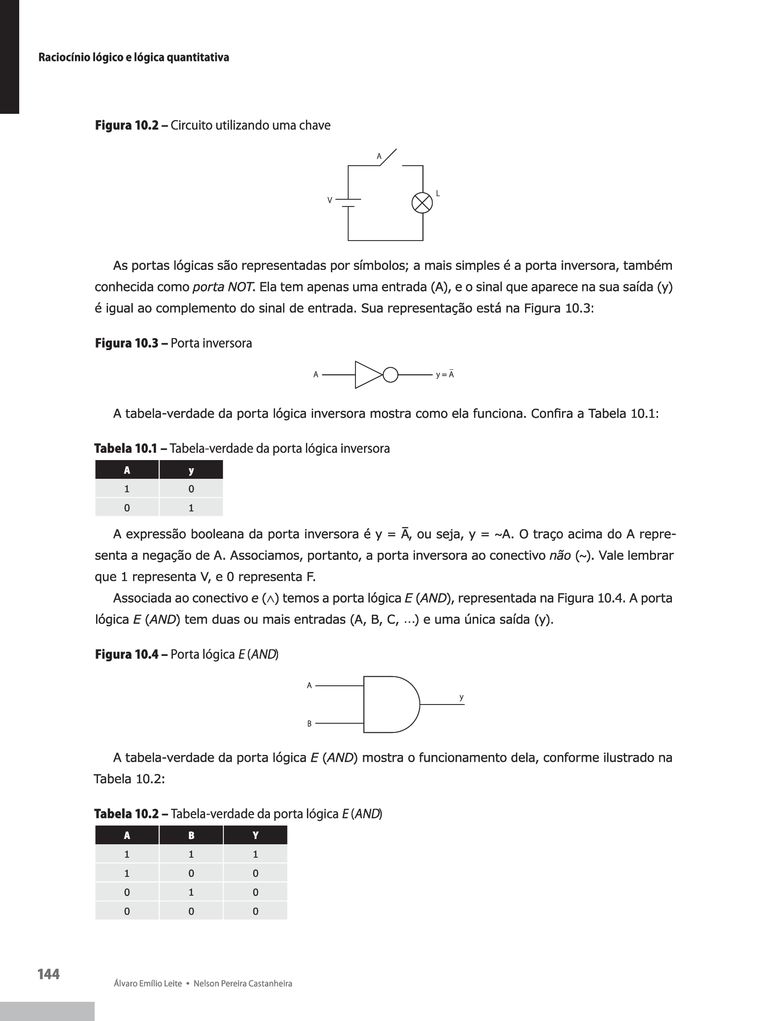 Raciocínio lógico e lógica quantitativa
Figura 10.2 – Circuito utilizando uma chave
A
V
L
As portas lógicas são representadas por símbolos; a mais simples é a porta inversora, também
conhecida como porta NOT. Ela tem apenas uma entrada (A), e o sinal que aparece na sua saída (y)
é igual ao complemento do sinal de entrada. Sua representação está na Figura 10.3:
Figura 10.3 – Porta inversora
A
y = A̅
A tabela-verdade da porta lógica inversora mostra como ela funciona. Confira a Tabela 10.1:
Tabela 10.1 – Tabela-verdade da porta lógica inversora
A y
1 0
0 1
A expressão booleana da porta inversora é y = A̅, ou seja, y = ~A. O traço acima do A repre-
senta a negação de A. Associamos, portanto, a porta inversora ao conectivo não (~). Vale lembrar
que 1 representa V, e 0 representa F.
Associada ao conectivo e (∧) temos a porta lógica E (AND), representada na Figura 10.4. A porta
lógica E (AND) tem duas ou mais entradas (A, B, C, ...) e uma única saída (y).
Figura 10.4 – Porta lógica E (AND)
A
y
B
A tabela-verdade da porta lógica E (AND) mostra o funcionamento dela, conforme ilustrado na
Tabela 10.2:
Tabela 10.2 – Tabela-verdade da porta lógica E (AND)
A B Y
1 1 1
1 0 0
0 1 0
0 0 0
144
Álvaro Emílio Leite • Nelson Pereira Castanheira